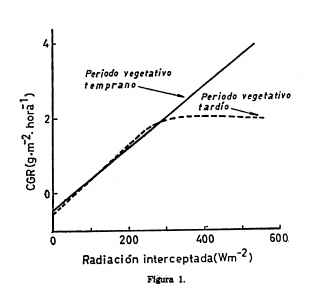 4
Periodo vegetativo
temprano
Periodo vegetativo
tardío
2
0
CGR(g.m⁻².hora⁻¹)
0
200
400
600
Radiación interceptada(Wm⁻²)
Figura 1.